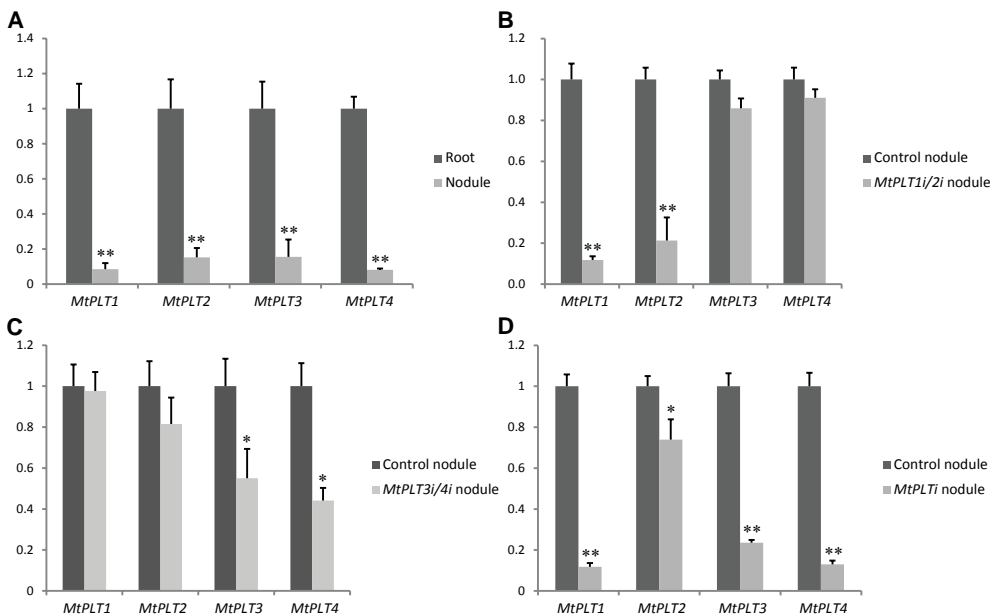 A
1.4
1.2
1
0.8
0.6
0.4
0.2
0
**
**
**
**
MtPLT1 MtPLT2 MtPLT3 MtPLT4
Root
Nodule
B
1.2
1.0
0.8
0.6
0.4
0.2
0.0
**
**
MtPLT1 MtPLT2 MtPLT3 MtPLT4
Control nodule
MtPLT1i/2i nodule
C
1.2
1
0.8
0.6
0.4
0.2
0
*
*
MtPLT1 MtPLT2 MtPLT3 MtPLT4
Control nodule
MtPLT3i/4i nodule
D
1.2
1
0.8
0.6
0.4
0.2
0
**
*
**
**
MtPLT1 MtPLT2 MtPLT3 MtPLT4
Control nodule
MtPLTi nodule